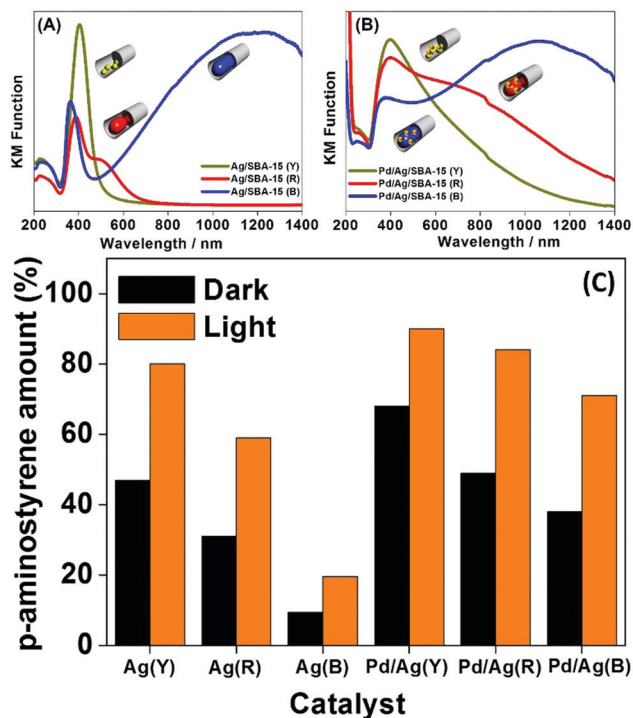 (A)
KM Function
Ag/SBA-15 (Y)
Ag/SBA-15 (R)
Ag/SBA-15 (B)
200 400 600 800 1000 1200 1400
Wavelength / nm
(B)
KM Function
Pd/Ag/SBA-15 (Y)
Pd/Ag/SBA-15 (R)
Pd/Ag/SBA-15 (B)
200 400 600 800 1000 1200 1400
Wavelength / nm
(C)
p-aminostyrene amount (%)
Dark
Light
100
80
60
40
20
0
Ag(Y) Ag(R) Ag(B) Pd/Ag(Y) Pd/Ag(R) Pd/Ag(B)
Catalyst